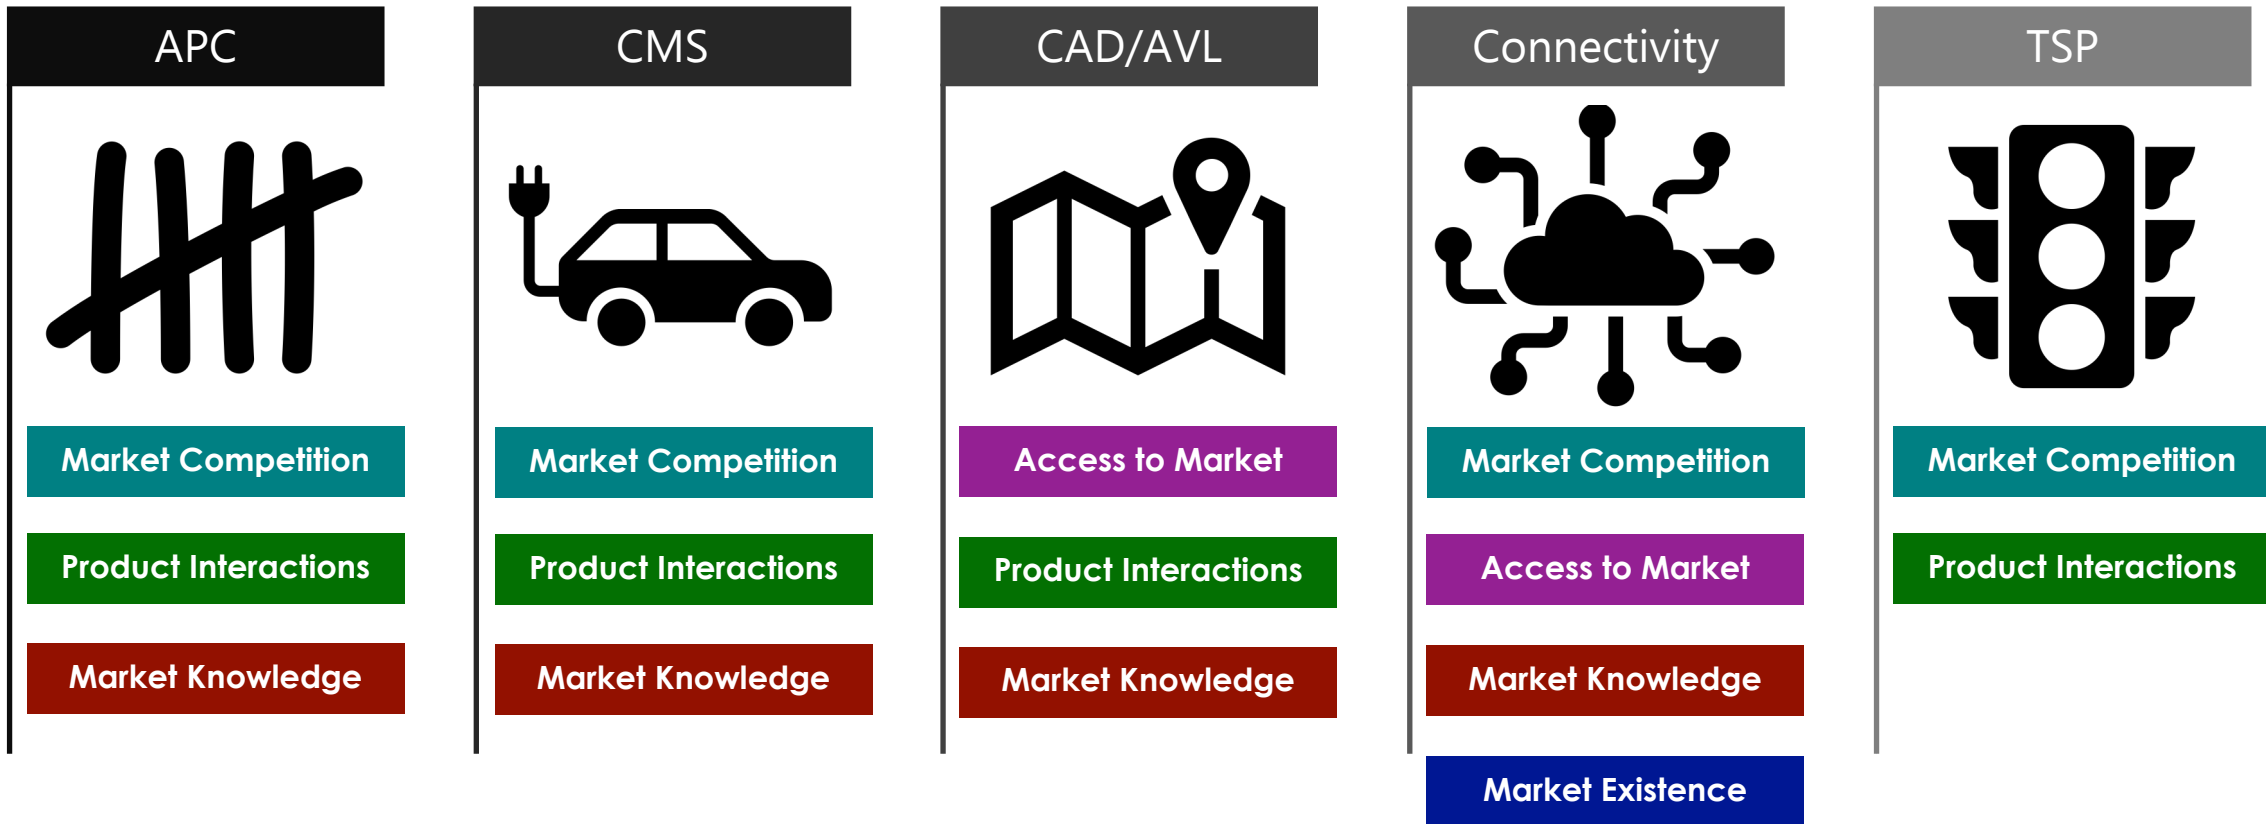 APC
Market Competition
Product Interactions
Market Knowledge
CMS
Market Competition
Product Interactions
Market Knowledge
CAD/AVL
Access to Market
Product Interactions
Market Knowledge
Connectivity
Market Competition
Access to Market
Market Knowledge
Market Existence
TSP
Market Competition
Product Interactions